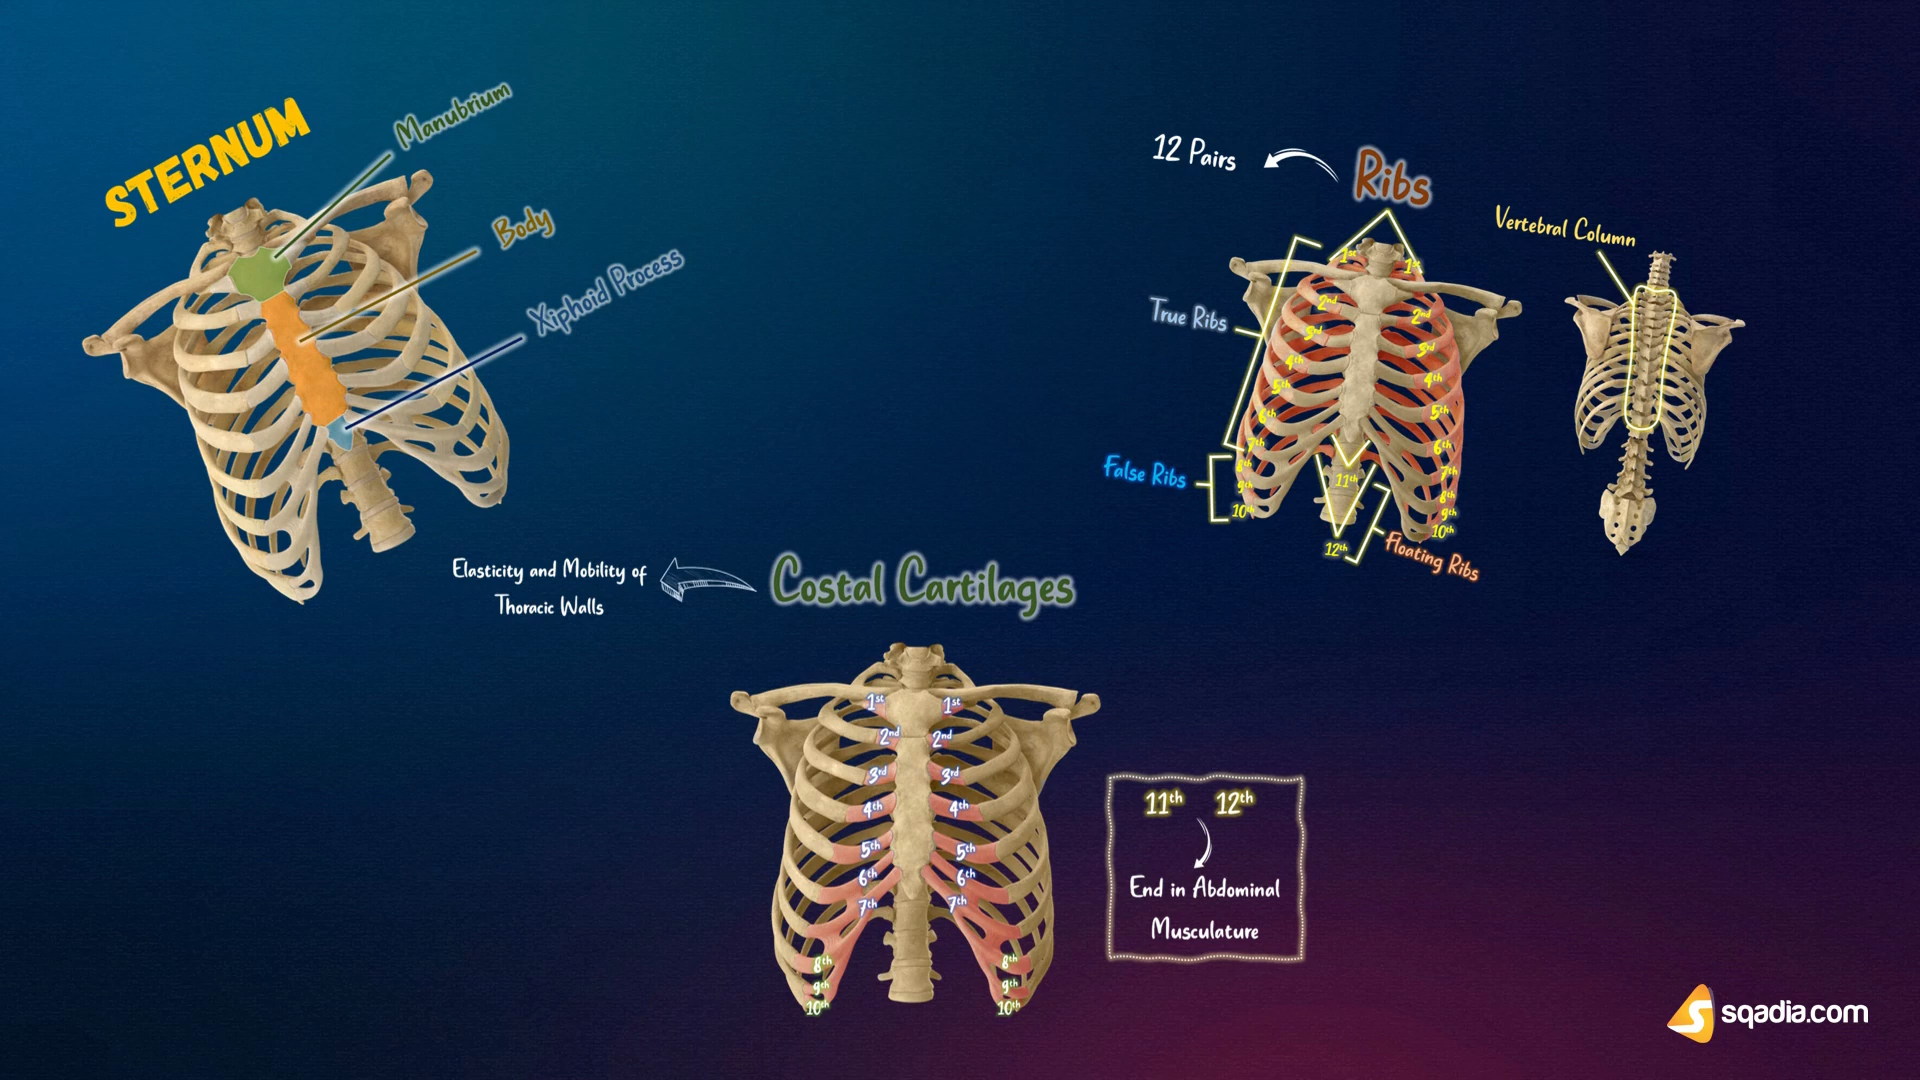 STERNUM
Manubrium
Body
Xiphoid Process
12 Pairs
Ribs
Vertebral Column
1st 1st
2nd 2nd
3rd 3rd
4th 4th
5th 5th
6th 6th
7th 7th
8th 8th
9th 9th
10th 10th
11th
12th
True Ribs
False Ribs
Floating Ribs
Costal Cartilages
Elasticity and Mobility of
Thoracic Walls
1st 1st
2nd 2nd
3rd 3rd
4th 4th
5th 5th
6th 6th
7th 7th
8th 8th
9th 9th
10th 10th
11th 12th
End in Abdominal
Musculature
sqadia.com